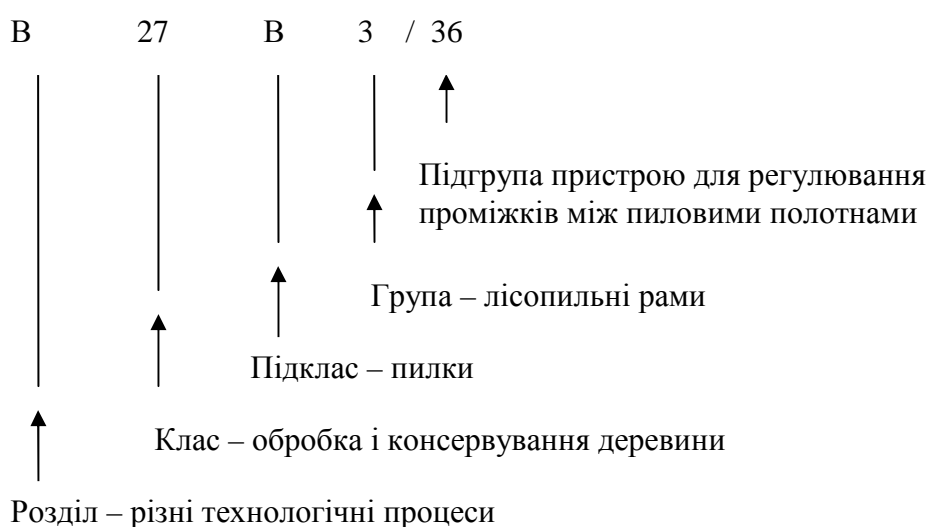 В 27 В 3 / 36
Підгрупа пристрою для регулювання
проміжків між пиловими полотнами
Група – лісопильні рами
Підклас – пилки
Клас – обробка і консервування деревини
Розділ – різні технологічні процеси